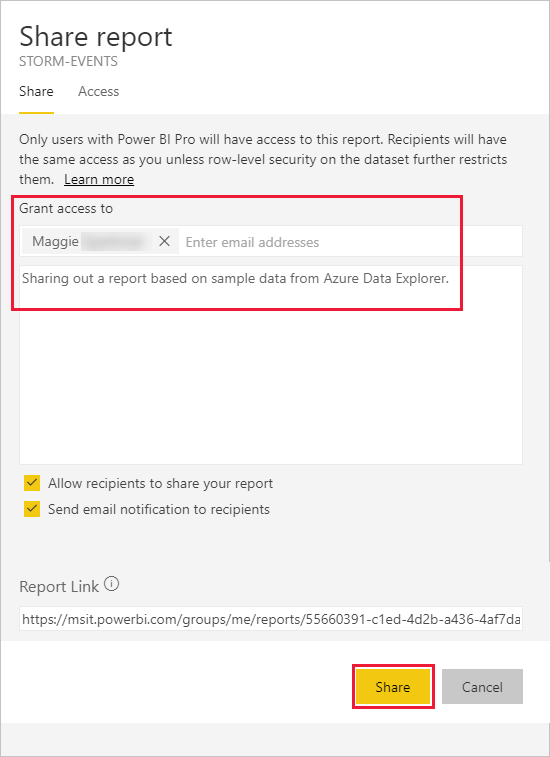 Share report
STORM-EVENTS
Share Access
Only users with Power BI Pro will have access to this report. Recipients will have
the same access as you unless row-level security on the dataset further restricts
them. Learn more
Grant access to
Maggie Enter email addresses
Sharing out a report based on sample data from Azure Data Explorer.
Allow recipients to share your report
Send email notification to recipients
Report Link
https://msit.powerbi.com/groups/me/reports/55660391-c1ed-4d2b-a436-4af7da
Share Cancel